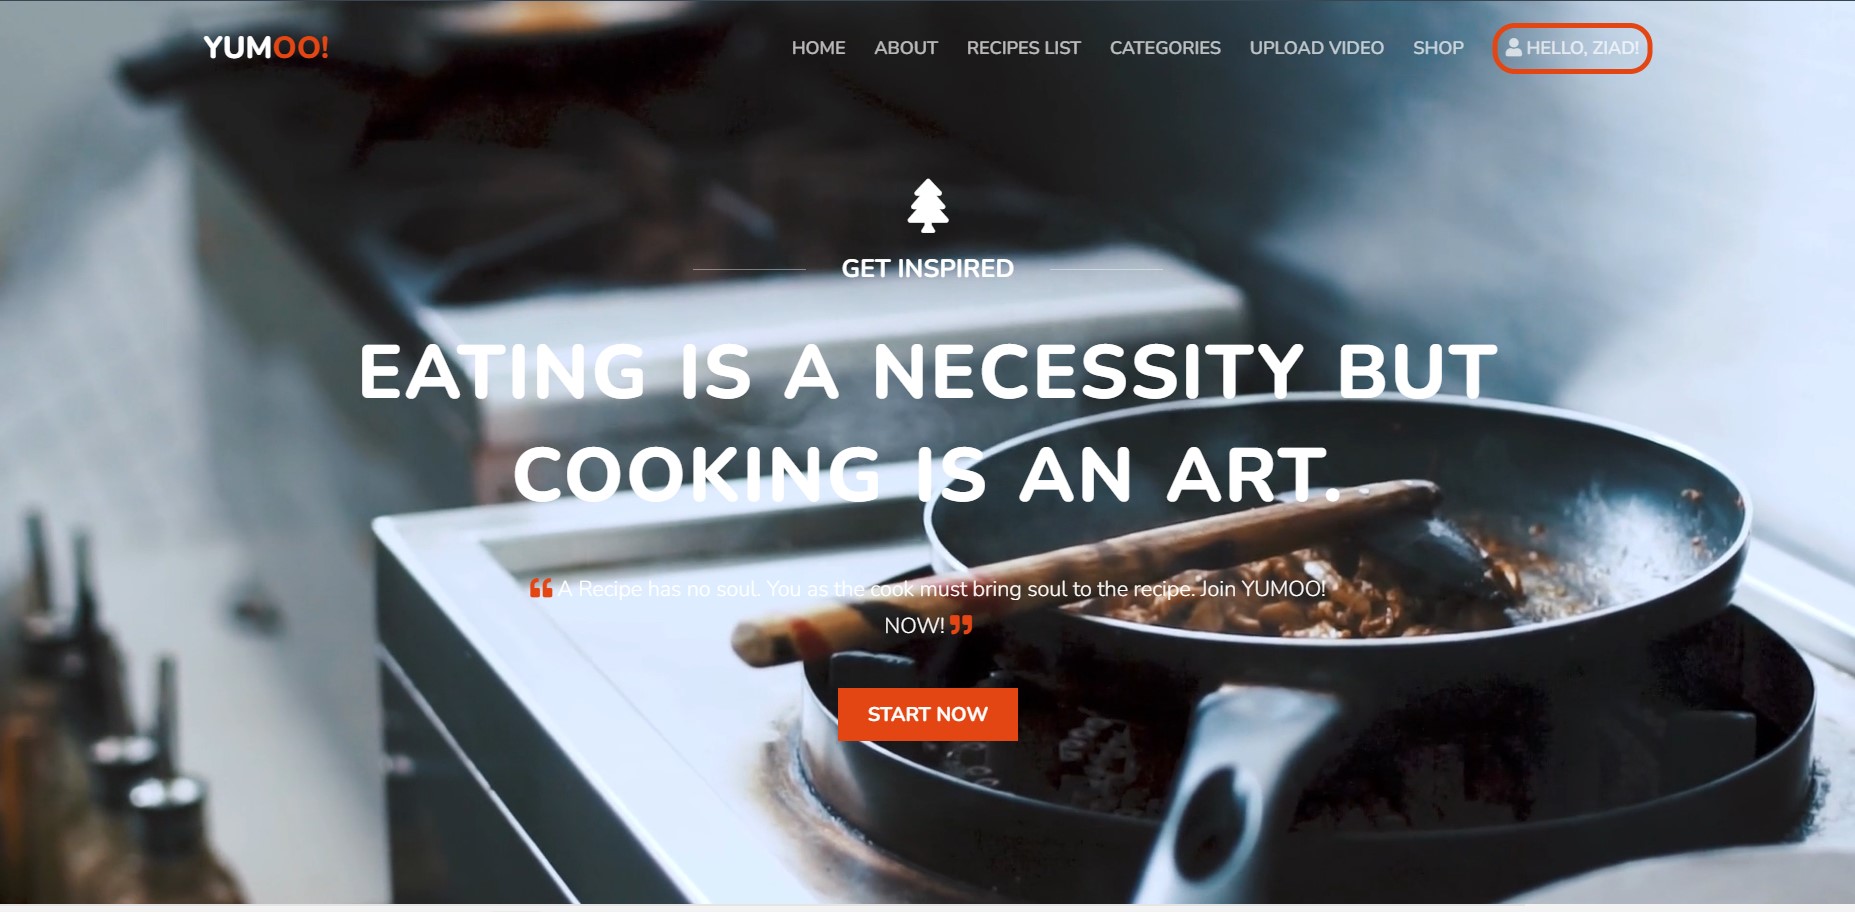 YUMOO!
HOME ABOUT RECIPES LIST CATEGORIES UPLOAD VIDEO SHOP HELLO, ZIAD!
GET INSPIRED
EATING IS A NECESSITY BUT
COOKING IS AN ART.
“ A Recipe has no soul. You as the cook must bring soul to the recipe. Join YUMOO!
NOW! ”
START NOW